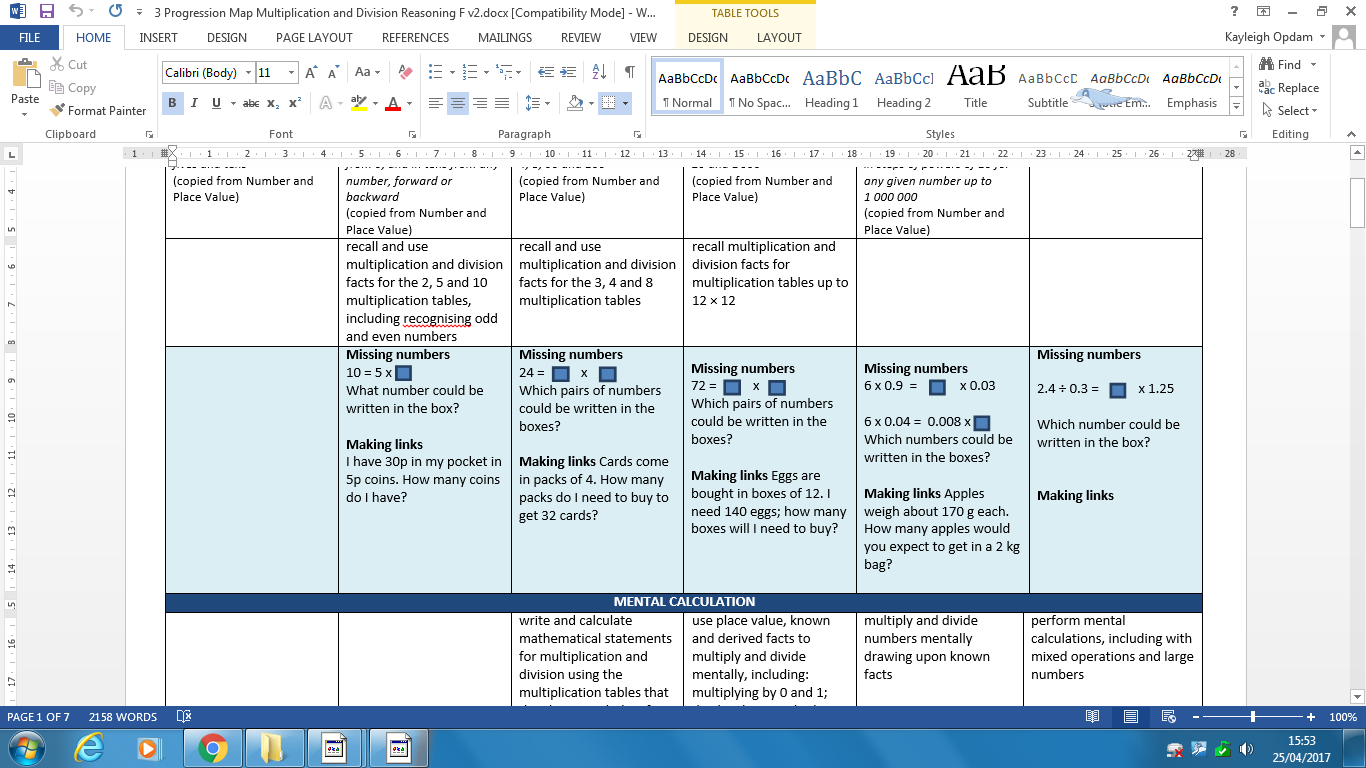 3 Progression Map Multiplication and Division Reasoning F v2.docx [Compatibility Mode] - W...
TABLE TOOLS
FILE HOME INSERT DESIGN PAGE LAYOUT REFERENCES MAILINGS REVIEW VIEW DESIGN LAYOUT
Kayleigh Opdam
Paste
Cut
Copy
Format Painter
Clipboard
Calibri (Body) 11
Font
Paragraph
AaBbCcDc AaBbCcDc AaBbC AaBbCcI AaB AaBbCcD AaBbCcDc AaBbCcDc
¶ Normal ¶ No Spac... Heading 1 Heading 2 Title Subtitle Em... Emphasis
Styles
Find
Replace
Select
Editing
(copied from Number and
Place Value)
number, forward or
backward
(copied from Number and
Place Value)
(copied from Number and
Place Value)
(copied from Number and
Place Value)
any given number up to
1 000 000
(copied from Number and
Place Value)
recall and use
multiplication and division
facts for the 2, 5 and 10
multiplication tables,
including recognising odd
and even numbers
recall and use
multiplication and division
facts for the 3, 4 and 8
multiplication tables
recall multiplication and
division facts for
multiplication tables up to
12 × 12
Missing numbers
10 = 5 x
What number could be
written in the box?
Making links
I have 30p in my pocket in
5p coins. How many coins
do I have?
Missing numbers
24 = x
Which pairs of numbers
could be written in the
boxes?
Making links Cards come
in packs of 4. How many
packs do I need to buy to
get 32 cards?
Missing numbers
72 = x
Which pairs of numbers
could be written in the
boxes?
Making links Eggs are
bought in boxes of 12. I
need 140 eggs; how many
boxes will I need to buy?
Missing numbers
6 x 0.9 = x 0.03
6 x 0.04 = 0.008 x
Which numbers could be
written in the boxes?
Making links Apples
weigh about 170 g each.
How many apples would
you expect to get in a 2 kg
bag?
Missing numbers
2.4 ÷ 0.3 = x 1.25
Which number could be
written in the box?
Making links
MENTAL CALCULATION
write and calculate
mathematical statements
for multiplication and
division using the
multiplication tables that
use place value, known
and derived facts to
multiply and divide
mentally, including:
multiplying by 0 and 1;
multiply and divide
numbers mentally
drawing upon known
facts
perform mental
calculations, including with
mixed operations and large
numbers
PAGE 1 OF 7 2158 WORDS
100%
15:53
25/04/2017